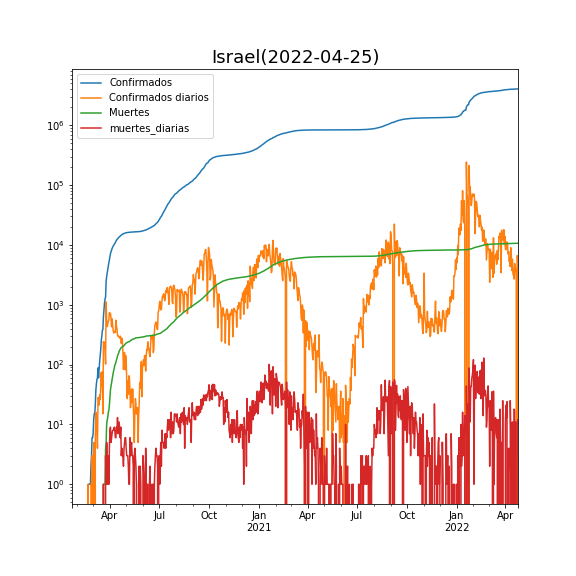 Israel(2022-04-25)
Confirmados
Confirmados diarios
Muertes
muertes_diarias
10^6
10^5
10^4
10^3
10^2
10^1
10^0
Apr Jul Oct Jan Apr Jul Oct Jan Apr
2021 2022